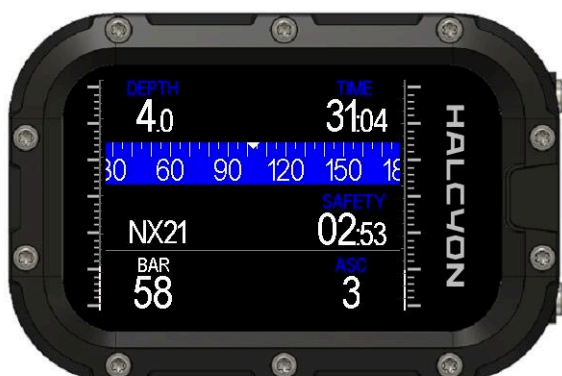 DEPTH TIME
4.0 31:04
30 60 90 120 150 18
SAFETY
NX21 02:53
BAR ASC
58 3
HALCYON